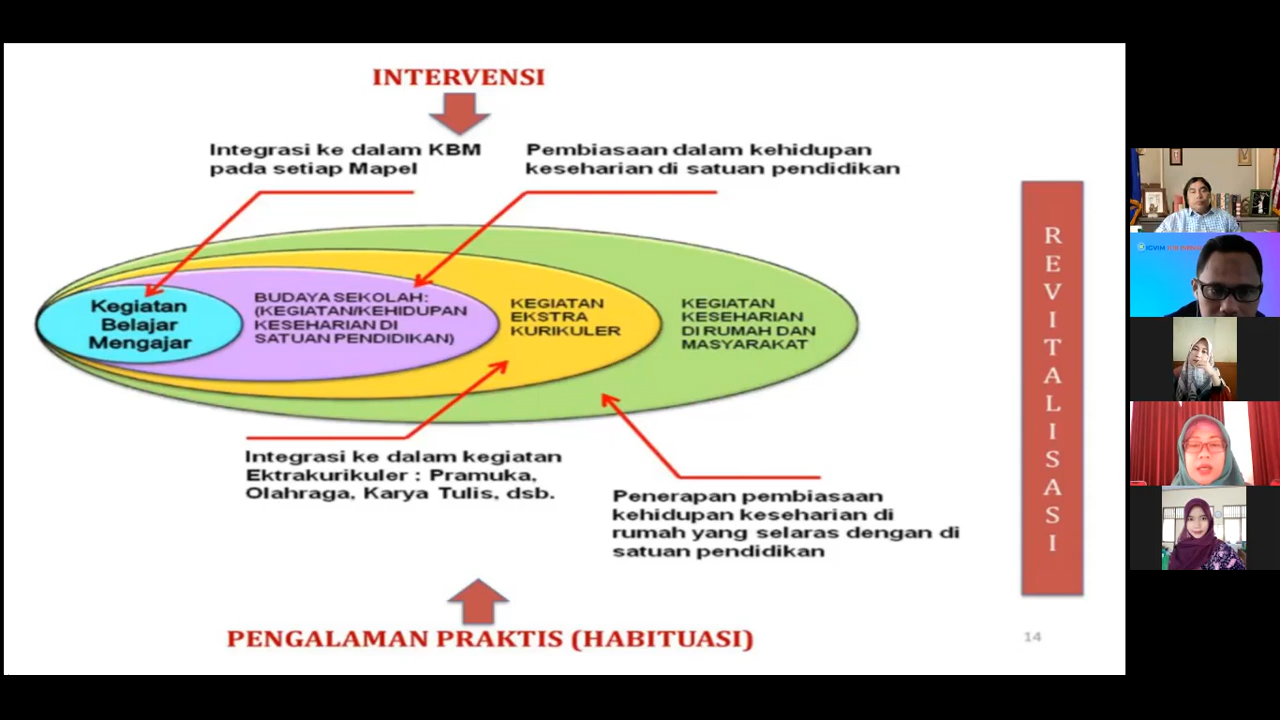 INTERVENSI
Integrasi ke dalam KBM
pada setiap Mapel
Pembiasaan dalam kehidupan
keseharian di satuan pendidikan
Kegiatan
Belajar
Mengajar
BUDAYA SEKOLAH:
(KEGIATAN/KEHIDUPAN
KESEHARIAN DI
SATUAN PENDIDIKAN)
KEGIATAN
EKSTRA
KURIKULER
KEGIATAN
KESEHARIAN
DI RUMAH DAN
MASYARAKAT
Integrasi ke dalam kegiatan
Ektrakurikuler : Pramuka,
Olahraga, Karya Tulis, dsb.
Penerapan pembiasaan
kehidupan keseharian di
rumah yang selaras dengan di
satuan pendidikan
PENGALAMAN PRAKTIS (HABITUASI)
14
R
E
V
I
T
A
L
I
S
A
S
I